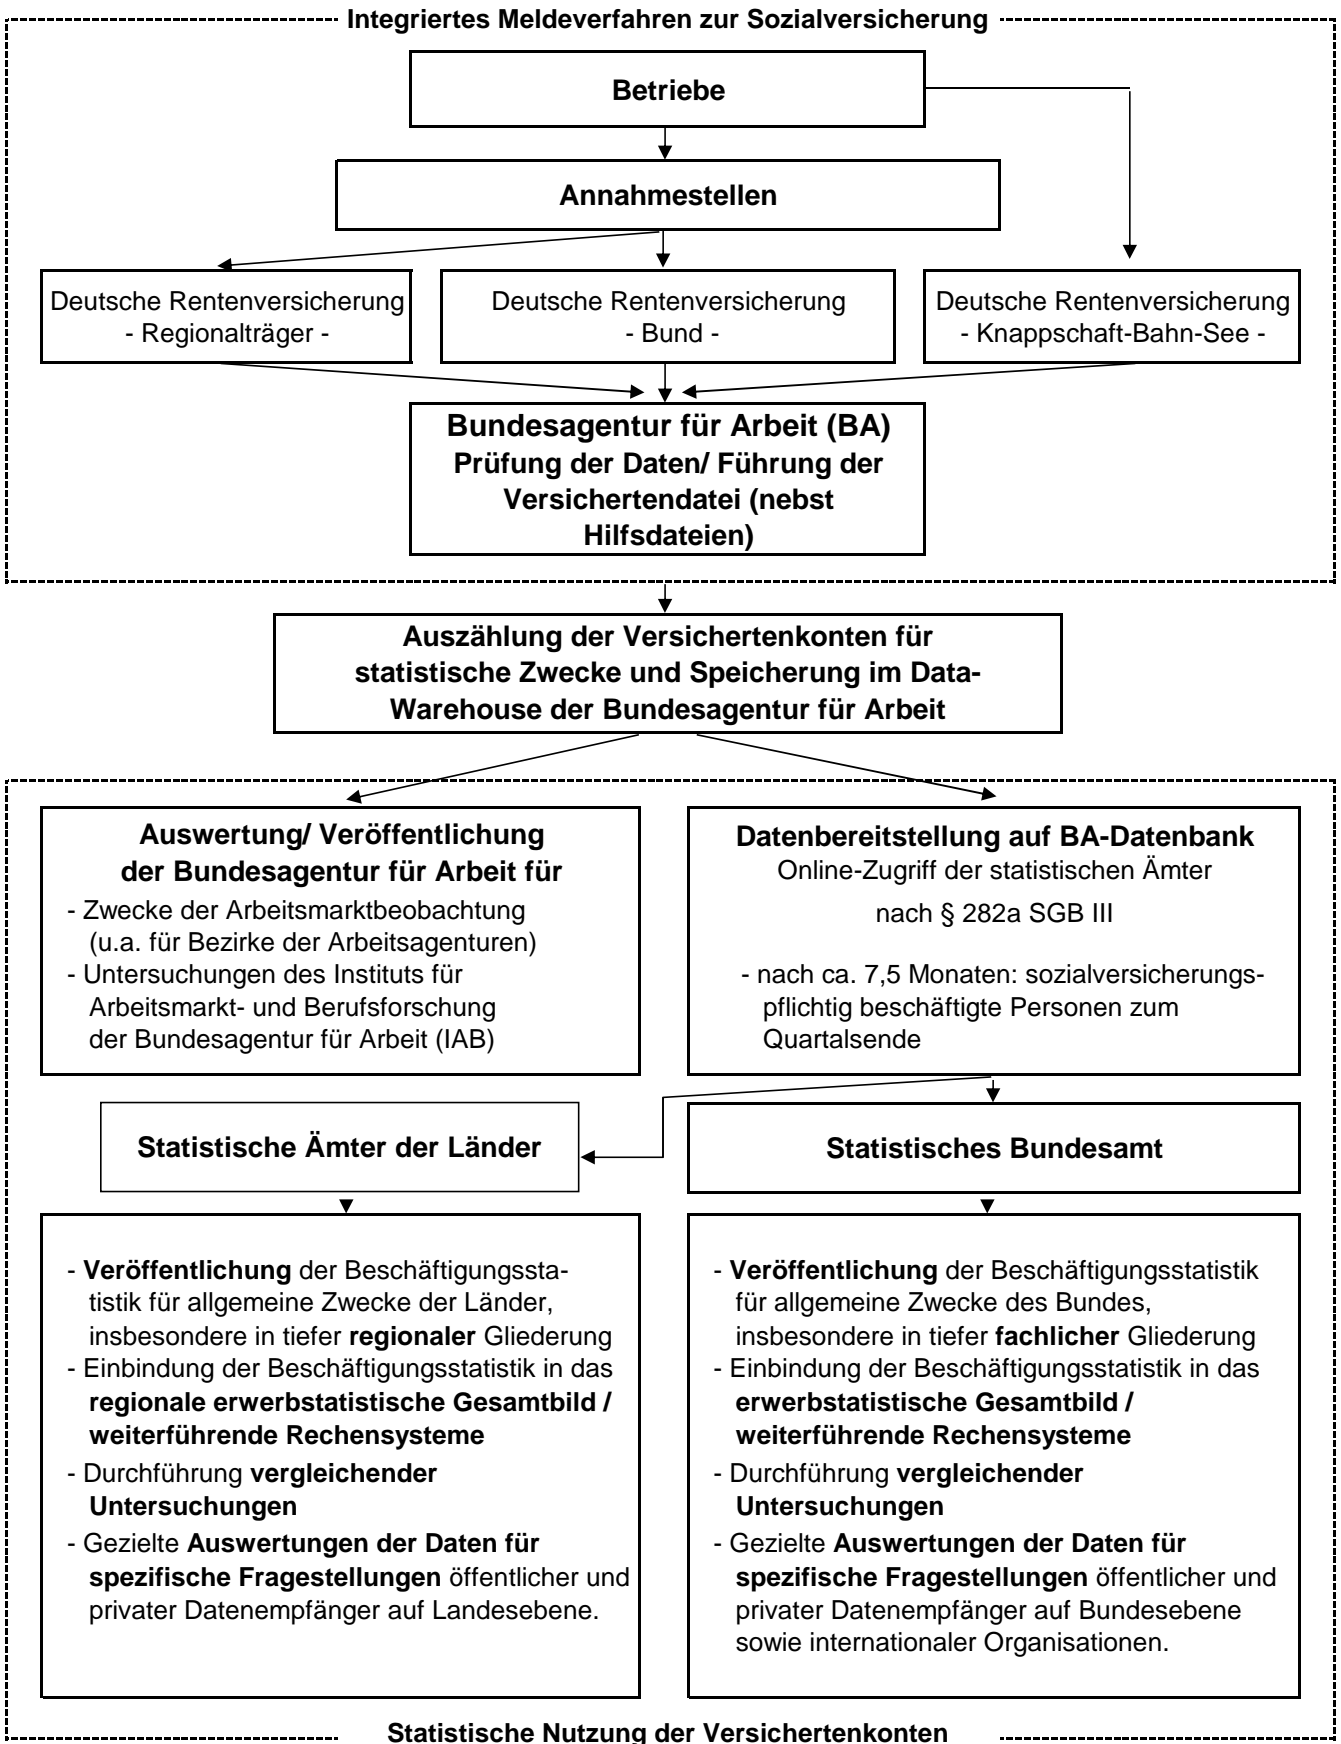 Integriertes Meldeverfahren zur Sozialversicherung
Betriebe
Annahmestellen
Deutsche Rentenversicherung
- Regionalträger -
Deutsche Rentenversicherung
- Bund -
Deutsche Rentenversicherung
- Knappschaft-Bahn-See -
Bundesagentur für Arbeit (BA)
Prüfung der Daten/ Führung der
Versichertendatei (nebst
Hilfsdateien)
Auszählung der Versichertenkonten für
statistische Zwecke und Speicherung im Data-
Warehouse der Bundesagentur für Arbeit
Auswertung/ Veröffentlichung
der Bundesagentur für Arbeit für
- Zwecke der Arbeitsmarktbeobachtung
(u.a. für Bezirke der Arbeitsagenturen)
- Untersuchungen des Instituts für
Arbeitsmarkt- und Berufsforschung
der Bundesagentur für Arbeit (IAB)
Datenbereitstellung auf BA-Datenbank
Online-Zugriff der statistischen Ämter
nach § 282a SGB III
- nach ca. 7,5 Monaten: sozialversicherungs-
pflichtig beschäftigte Personen zum
Quartalsende
Statistische Ämter der Länder
Statistisches Bundesamt
- Veröffentlichung der Beschäftigungssta-
tistik für allgemeine Zwecke der Länder,
insbesondere in tiefer regionaler Gliederung
- Einbindung der Beschäftigungsstatistik in das
regionale erwerbstatistische Gesamtbild /
weiterführende Rechensysteme
- Durchführung vergleichender
Untersuchungen
- Gezielte Auswertungen der Daten für
spezifische Fragestellungen öffentlicher und
privater Datenempfänger auf Landesebene.
- Veröffentlichung der Beschäftigungsstatistik
für allgemeine Zwecke des Bundes,
insbesondere in tiefer fachlicher Gliederung
- Einbindung der Beschäftigungsstatistik in das
erwerbstatistische Gesamtbild /
weiterführende Rechensysteme
- Durchführung vergleichender
Untersuchungen
- Gezielte Auswertungen der Daten für
spezifische Fragestellungen öffentlicher und
privater Datenempfänger auf Bundesebene
sowie internationaler Organisationen.
Statistische Nutzung der Versichertenkonten